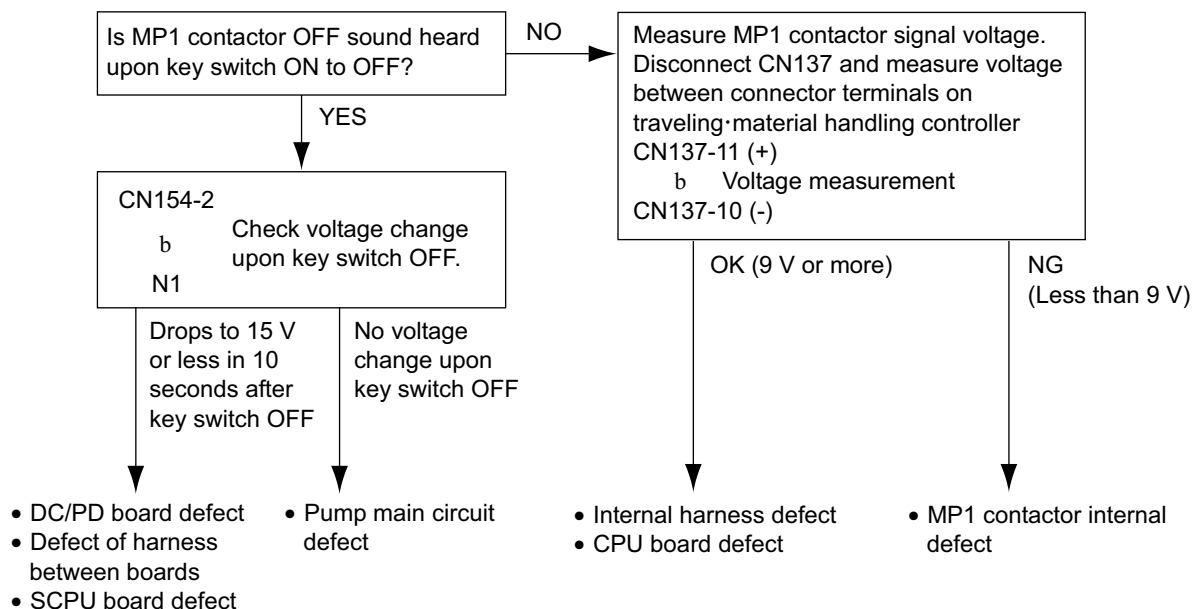 Is MP1 contactor OFF sound heard
upon key switch ON to OFF?
NO
Measure MP1 contactor signal voltage.
Disconnect CN137 and measure voltage
between connector terminals on
traveling·material handling controller
CN137-11 (+)
b Voltage measurement
CN137-10 (-)
YES
CN154-2
b
N1
Check voltage change
upon key switch OFF.
OK (9 V or more)
NG
(Less than 9 V)
Drops to 15 V
or less in 10
seconds after
key switch OFF
No voltage
change upon
key switch OFF
• DC/PD board defect
• Defect of harness
between boards
• SCPU board defect
• Pump main circuit
defect
• Internal harness defect
• CPU board defect
• MP1 contactor internal
defect